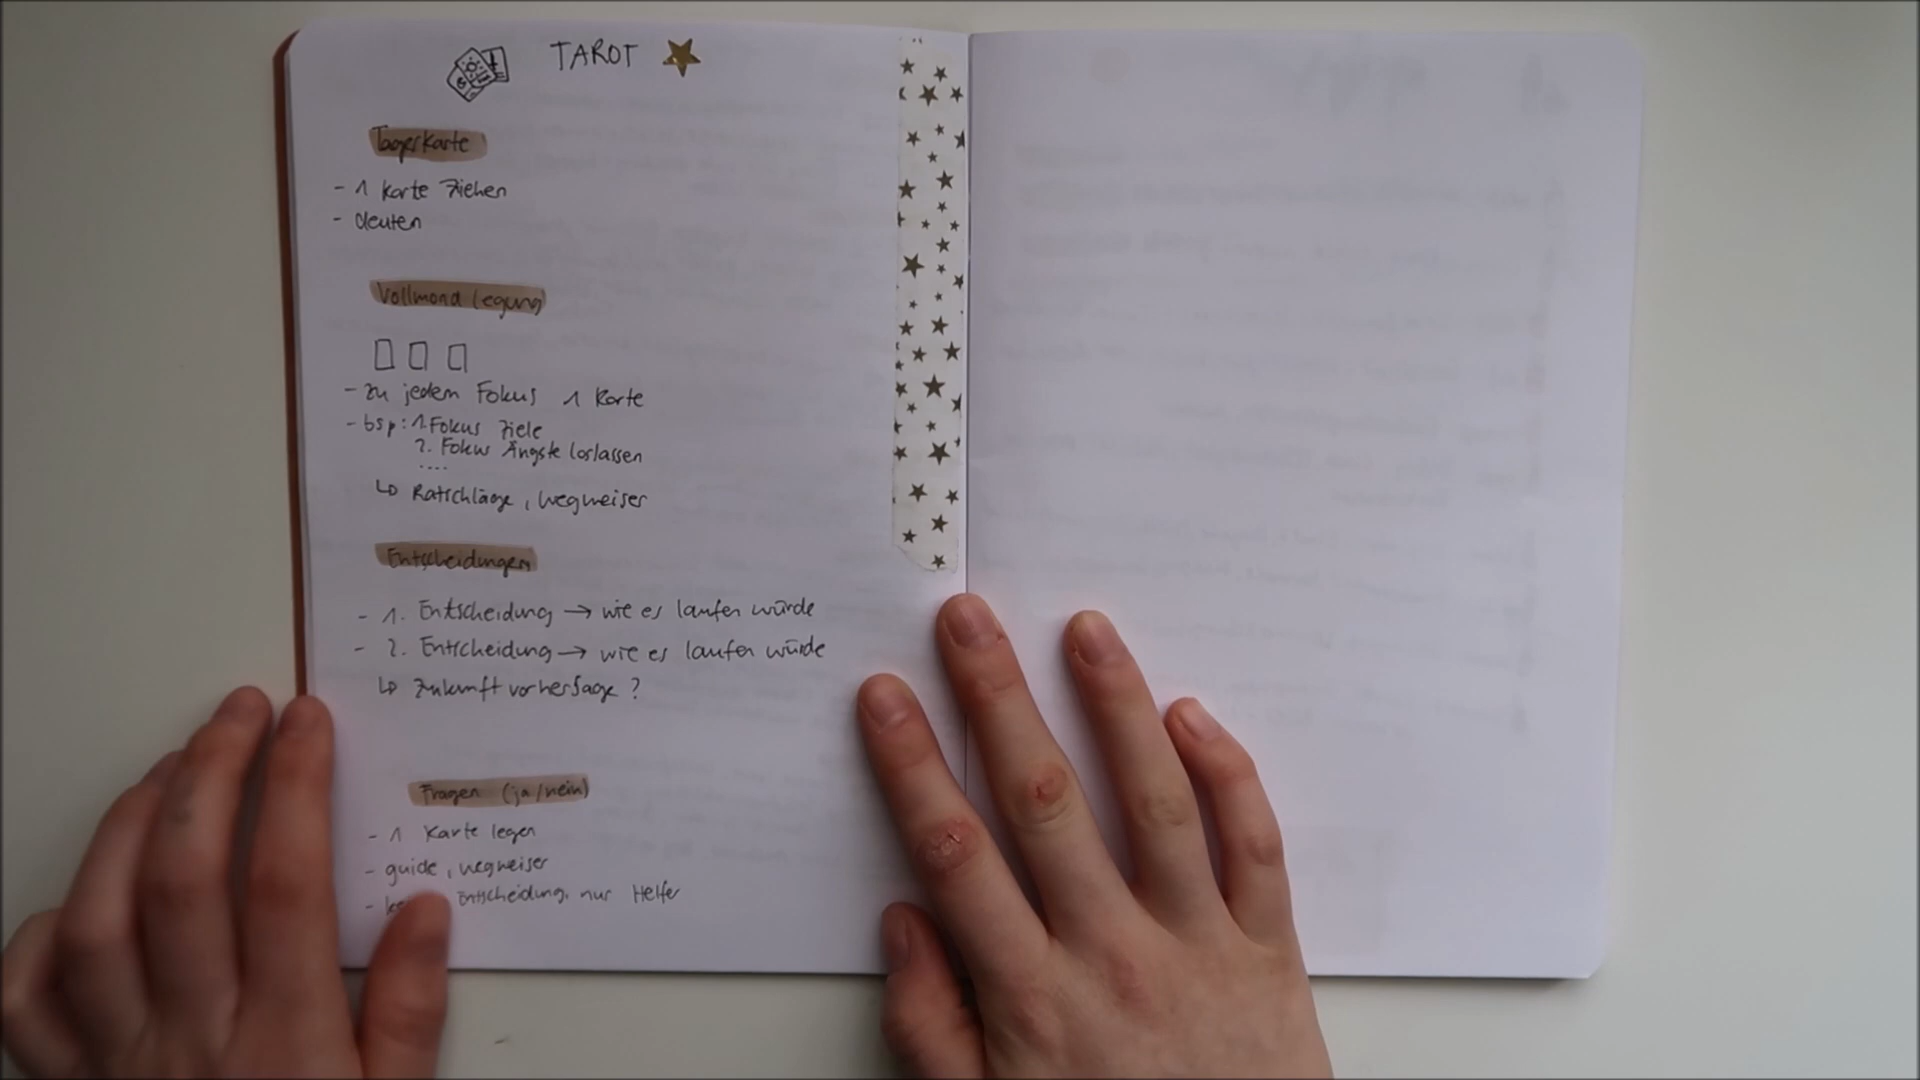 TAROT
Tageskarte
- 1 Karte ziehen
- deuten
Vollmond legung
- zu jedem Fokus 1 Karte
- bsp: 1. Fokus Ziele
2. Fokus Ängste loslassen
....
↳ Ratschläge, Wegweiser
Entscheidungen
- 1. Entscheidung → wie es laufen würde
- 2. Entscheidung → wie es laufen würde
↳ Zukunft vorhersage ?
Fragen (ja/nein)
- 1 Karte legen
- guide, wegweiser
- Entscheidung, nur Helfer